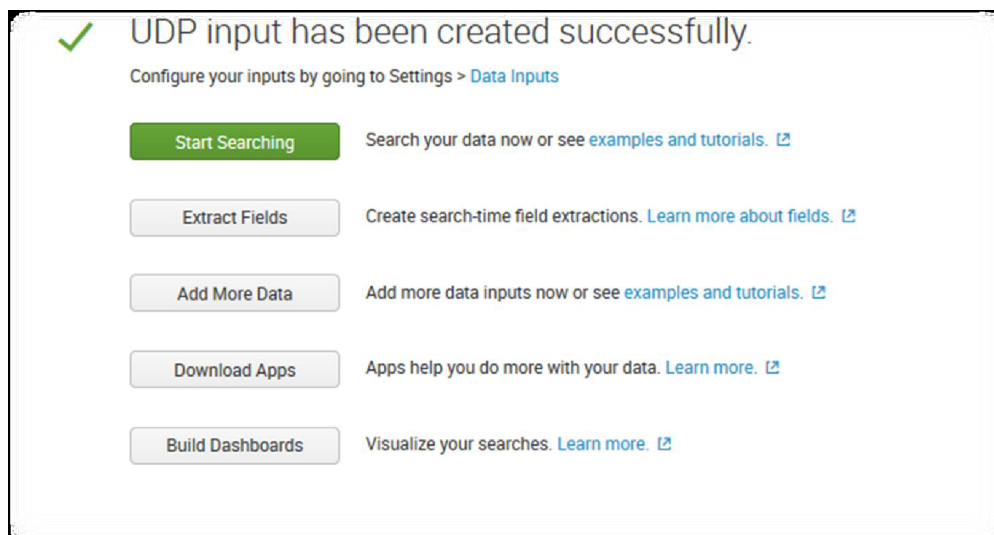 UDP input has been created successfully.
Configure your inputs by going to Settings > Data Inputs
Start Searching Search your data now or see examples and tutorials.
Extract Fields Create search-time field extractions. Learn more about fields.
Add More Data Add more data inputs now or see examples and tutorials.
Download Apps Apps help you do more with your data. Learn more.
Build Dashboards Visualize your searches. Learn more.